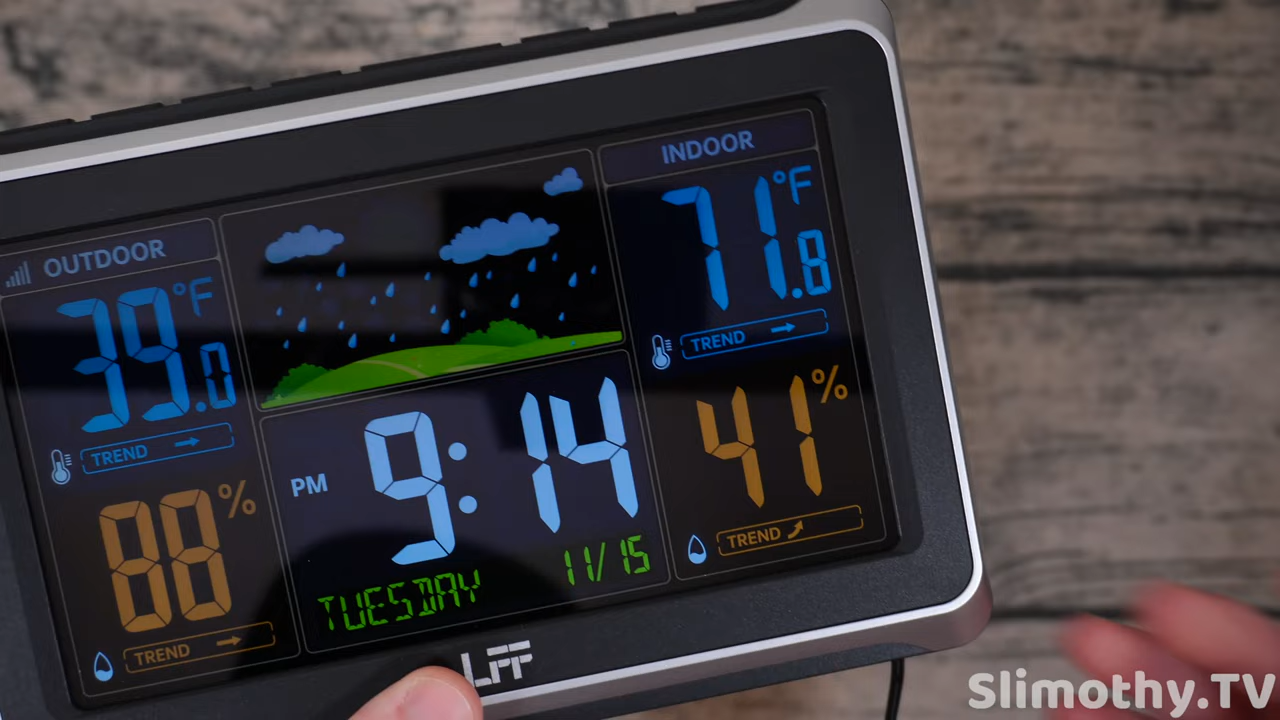 OUTDOOR
39.0 °F
TREND
88 %
TREND
PM 9:14
TUESDAY 11/15
INDOOR
71.8 °F
TREND
41 %
TREND
LFF
Slimothy.TV